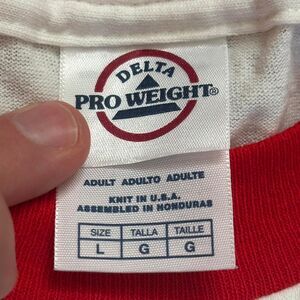 DELTA
PRO WEIGHT®
ADULT ADULTO ADULTE
KNIT IN U.S.A.
ASSEMBLED IN HONDURAS
SIZE TALLA TAILLE
L G G